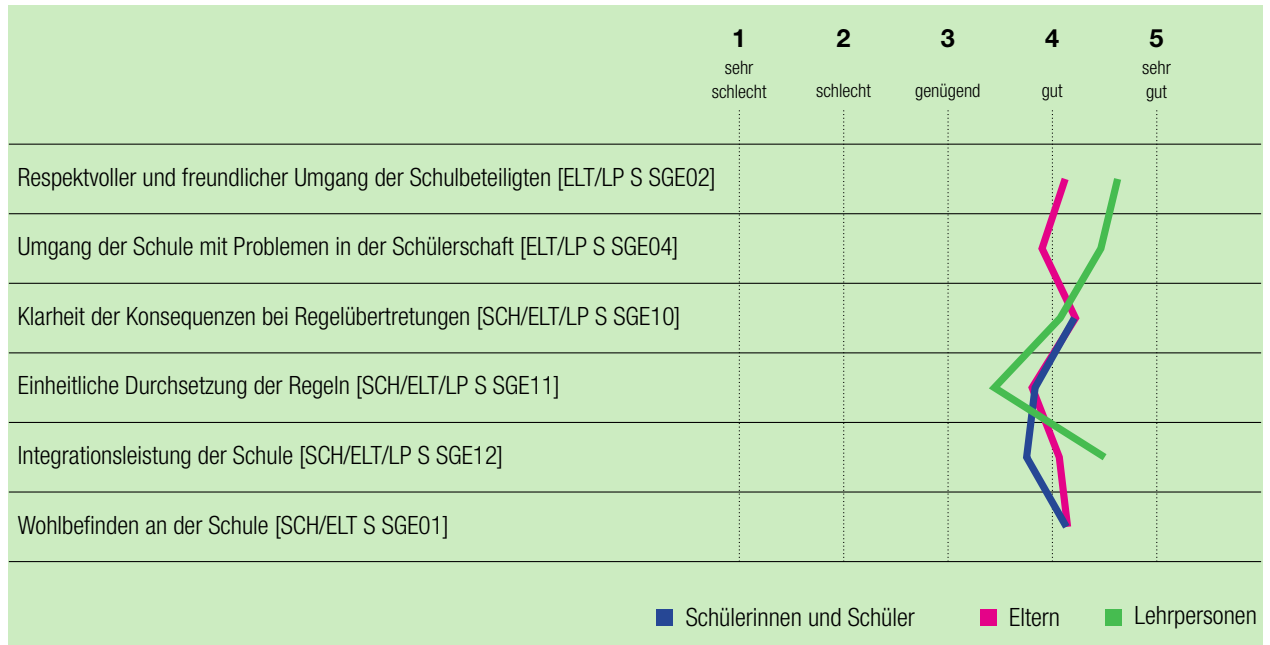 1 2 3 4 5
sehr schlecht schlecht genügend gut sehr gut
Respektvoller und freundlicher Umgang der Schulbeteiligten [ELT/LP S SGE02]
Umgang der Schule mit Problemen in der Schülerschaft [ELT/LP S SGE04]
Klarheit der Konsequenzen bei Regelübertretungen [SCH/ELT/LP S SGE10]
Einheitliche Durchsetzung der Regeln [SCH/ELT/LP S SGE11]
Integrationsleistung der Schule [SCH/ELT/LP S SGE12]
Wohlbefinden an der Schule [SCH/ELT S SGE01]
Schülerinnen und Schüler Eltern Lehrpersonen